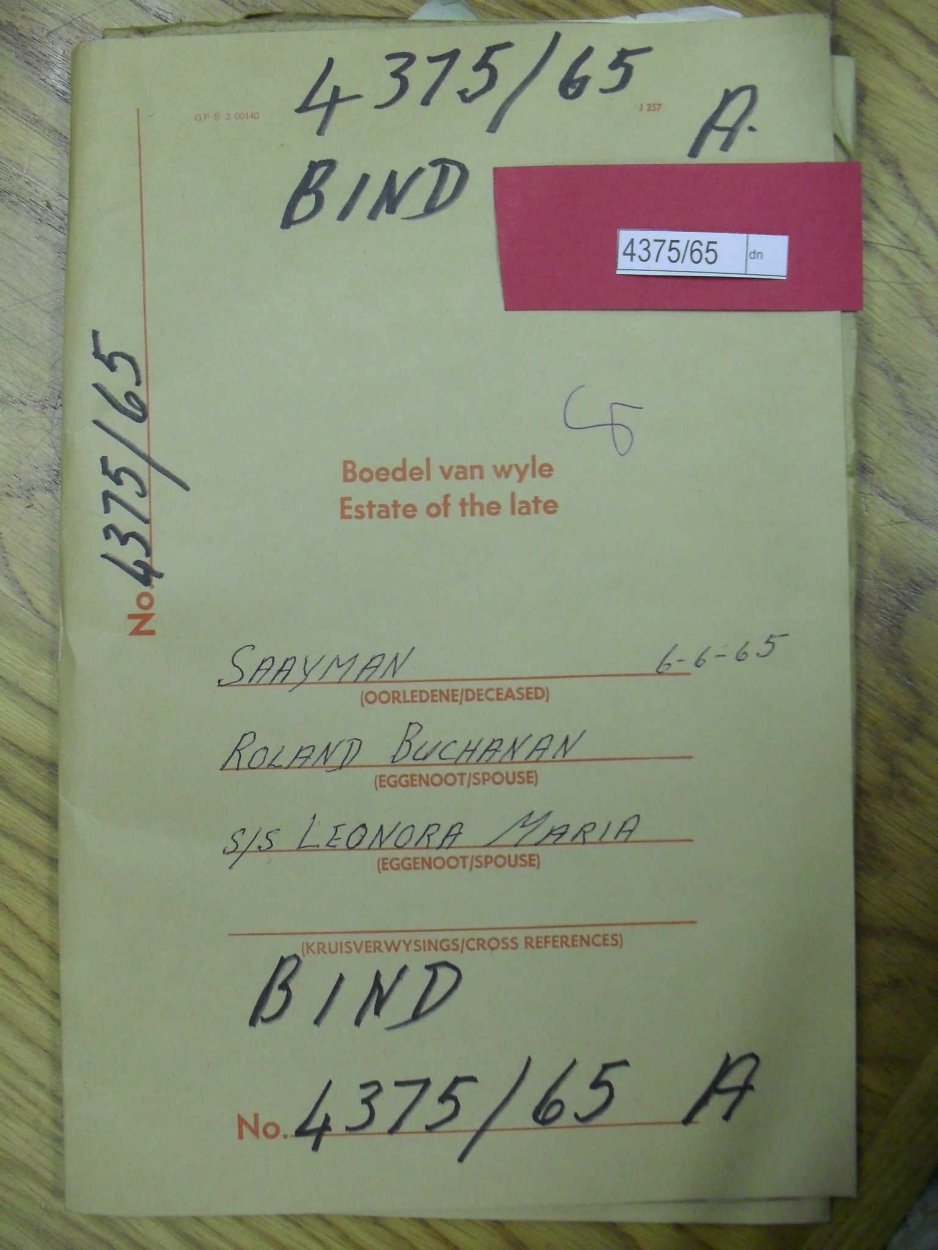 4375/65
G.P.-S. 3 00140
J 257
A.
BIND
4375/65 dn
No. 4375/65
Boedel van wyle
Estate of the late
SAAYMAN 6-6-65
(OORLEDENE/DECEASED)
ROLAND BUCHANAN
(EGGENOOT/SPOUSE)
s/s LEONORA MARIA
(EGGENOOT/SPOUSE)
(KRUISVERWYSINGS/CROSS REFERENCES)
BIND
No. 4375/65 A